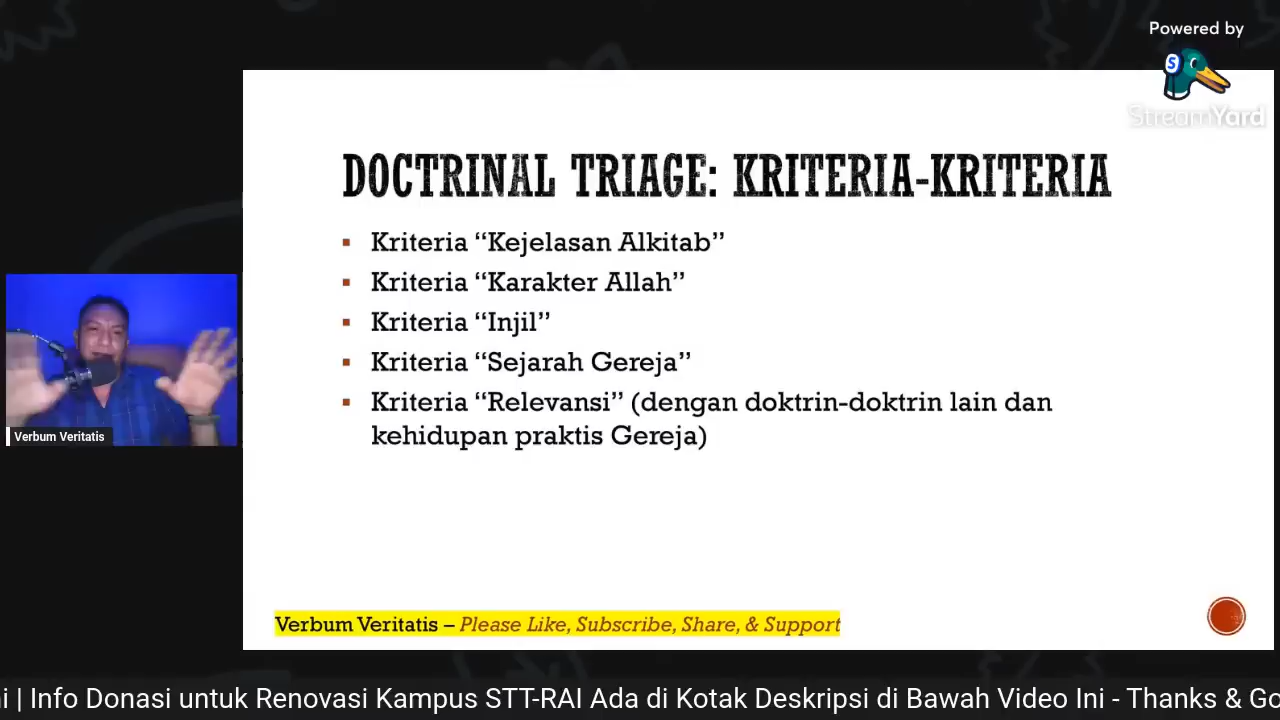 Powered by
StreamYard
DOCTRINAL TRIAGE: KRITERIA-KRITERIA
▪ Kriteria “Kejelasan Alkitab”
▪ Kriteria “Karakter Allah”
▪ Kriteria “Injil”
▪ Kriteria “Sejarah Gereja”
▪ Kriteria “Relevansi” (dengan doktrin-doktrin lain dan
kehidupan praktis Gereja)
Verbum Veritatis
Verbum Veritatis – Please Like, Subscribe, Share, & Support
| Info Donasi untuk Renovasi Kampus STT-RAI Ada di Kotak Deskripsi di Bawah Video Ini - Thanks &